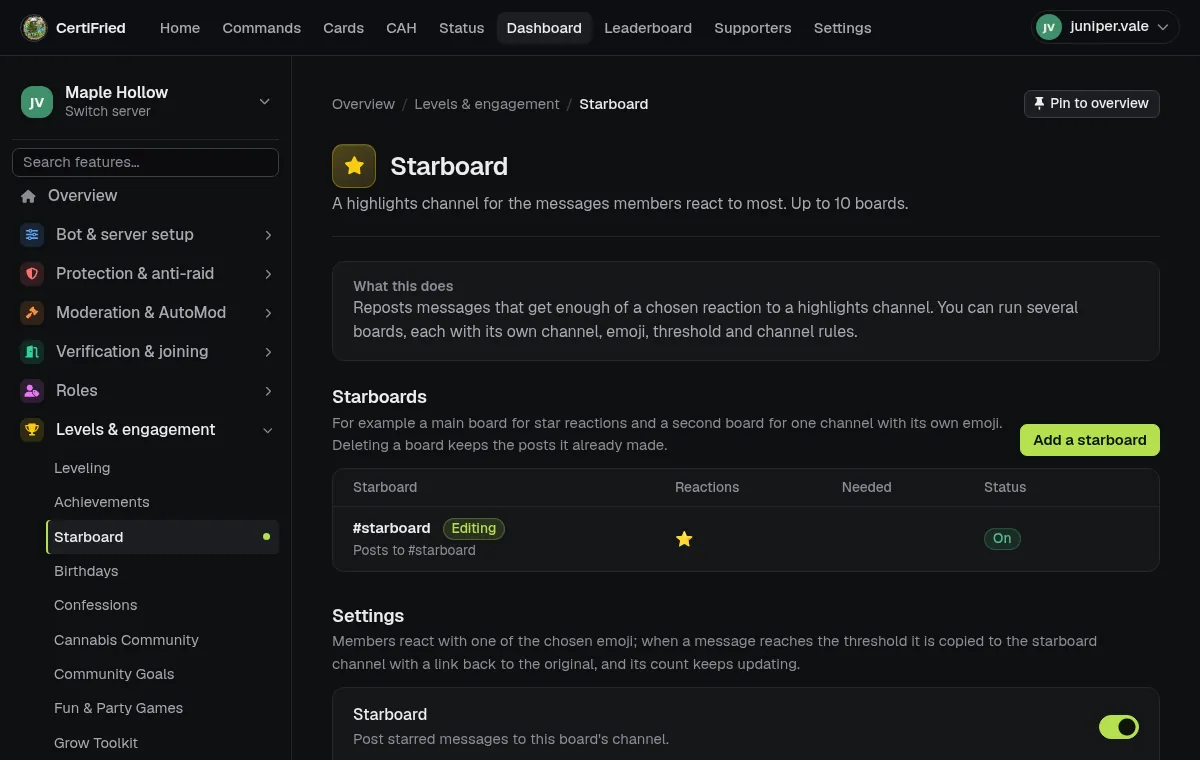 CertiFried
Home
Commands
Cards
CAH
Status
Dashboard
Leaderboard
Supporters
Settings
JV
juniper.vale
JV
Maple Hollow
Switch server
Search features...
Overview
Bot & server setup
Protection & anti-raid
Moderation & AutoMod
Verification & joining
Roles
Levels & engagement
Leveling
Achievements
Starboard
Birthdays
Confessions
Cannabis Community
Community Goals
Fun & Party Games
Grow Toolkit
Overview / Levels & engagement / Starboard
Pin to overview
Starboard
A highlights channel for the messages members react to most. Up to 10 boards.
What this does
Reposts messages that get enough of a chosen reaction to a highlights channel. You can run several
boards, each with its own channel, emoji, threshold and channel rules.
Starboards
For example a main board for star reactions and a second board for one channel with its own emoji.
Deleting a board keeps the posts it already made.
Add a starboard
Starboard
Reactions
Needed
Status
#starboard
Editing
Posts to #starboard
On
Settings
Members react with one of the chosen emoji; when a message reaches the threshold it is copied to the starboard
channel with a link back to the original, and its count keeps updating.
Starboard
Post starred messages to this board's channel.